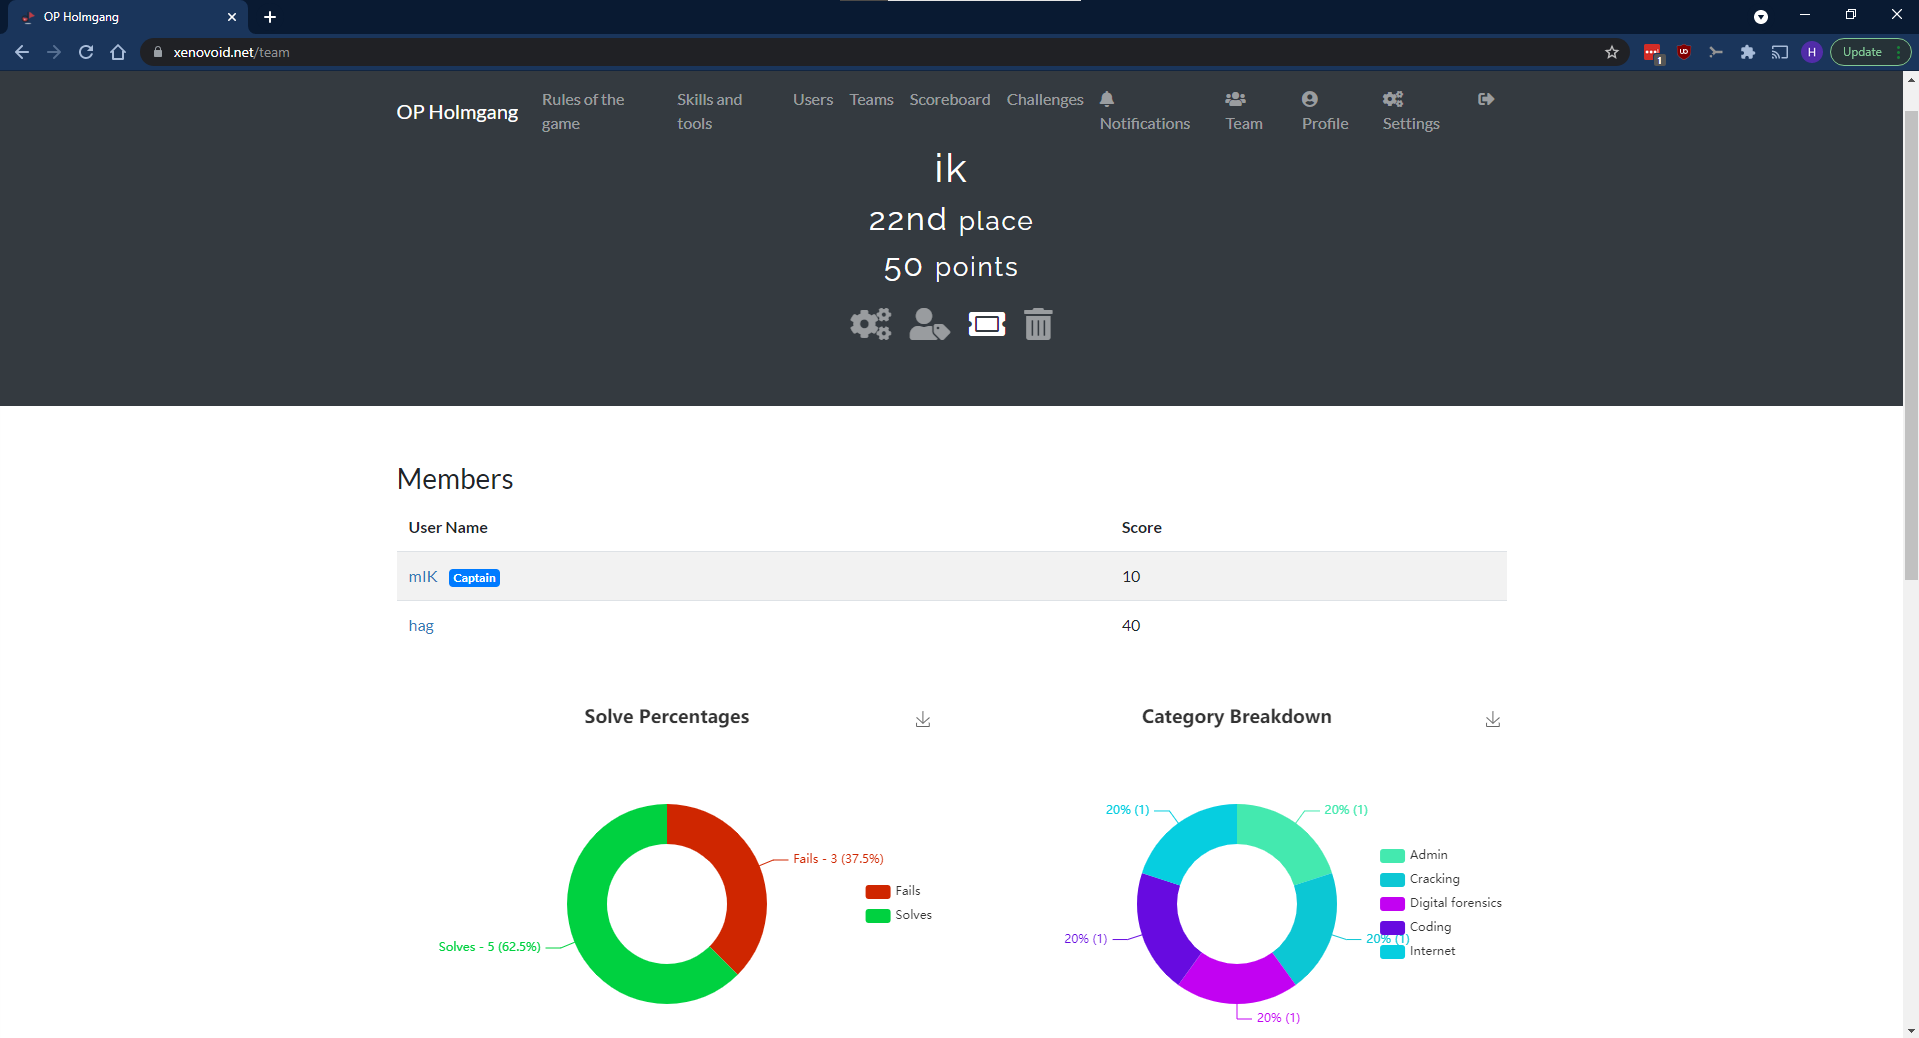 OP Holmgang
xenovoid.net/team
1
H
Update
OP Holmgang
Rules of the game
Skills and tools
Users
Teams
Scoreboard
Challenges
Notifications
Team
Profile
Settings
ik
22nd place
50 points
Members
User Name Score
mIK Captain 10
hag 40
Solve Percentages
Fails - 3 (37.5%)
Solves - 5 (62.5%)
Fails
Solves
Category Breakdown
20% (1)
20% (1)
20% (1)
20% (1)
20% (1)
Admin
Cracking
Digital forensics
Coding
Internet